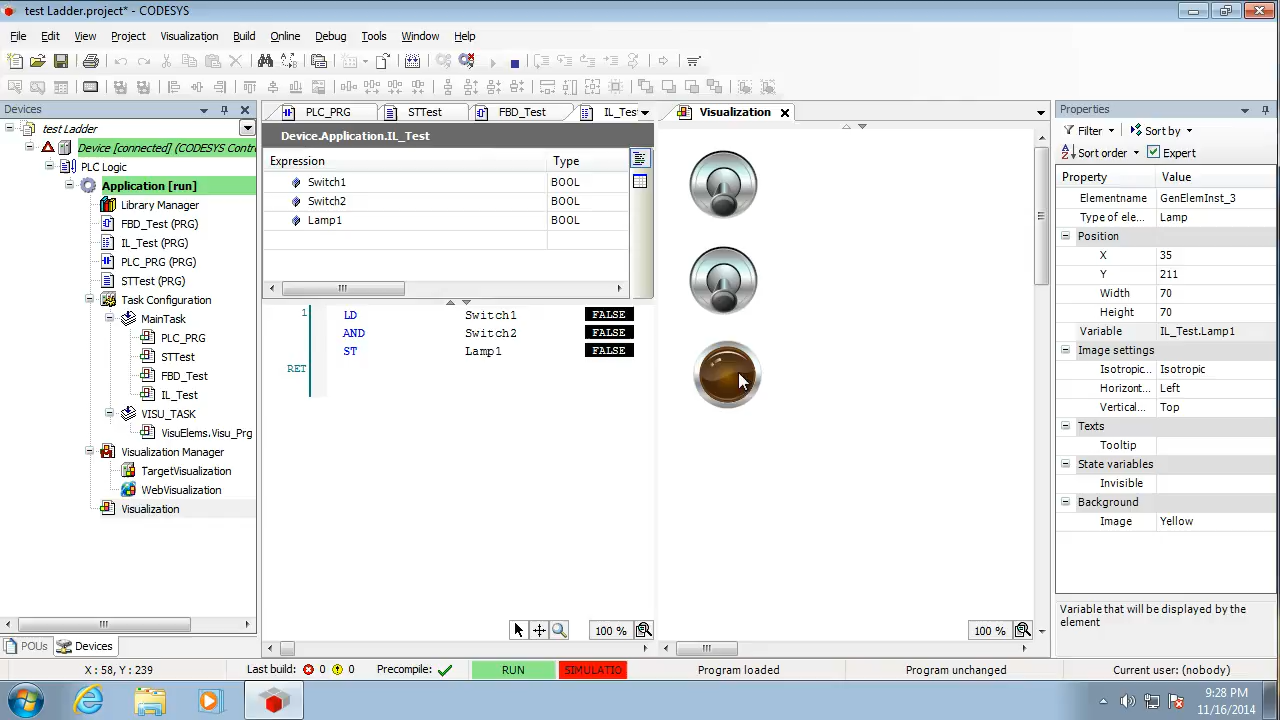 test Ladder.project* - CODESYS
File Edit View Project Visualization Build Online Debug Tools Window Help
Devices
test Ladder
Device [connected] (CODESYS Contr
PLC Logic
Application [run]
Library Manager
FBD_Test (PRG)
IL_Test (PRG)
PLC_PRG (PRG)
STTest (PRG)
Task Configuration
MainTask
PLC_PRG
STTest
FBD_Test
IL_Test
VISU_TASK
VisuElems.Visu_Prg
Visualization Manager
TargetVisualization
WebVisualization
Visualization
POUs Devices
PLC_PRG STTest FBD_Test IL_Tes
Device.Application.IL_Test
Expression Type
Switch1 BOOL
Switch2 BOOL
Lamp1 BOOL
1 LD Switch1 FALSE
AND Switch2 FALSE
ST Lamp1 FALSE
RET
100 %
Visualization
100 %
Properties
Filter Sort by
Sort order Expert
Property Value
Elementname GenElemInst_3
Type of ele... Lamp
Position
X 35
Y 211
Width 70
Height 70
Variable IL_Test.Lamp1
Image settings
Isotropic... Isotropic
Horizont... Left
Vertical... Top
Texts
Tooltip
State variables
Invisible
Background
Image Yellow
Variable that will be displayed by the
element
X : 58, Y : 239 Last build: 0 0 Precompile: RUN SIMULATIO Program loaded Program unchanged Current user: (nobody)
9:28 PM
11/16/2014